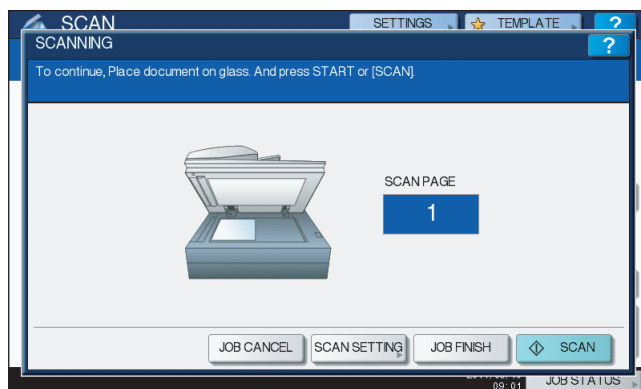 SCAN
SETTINGS
TEMPLATE
?
SCANNING
?
To continue, Place document on glass. And press START or [SCAN].
SCAN PAGE
1
JOB CANCEL
SCAN SETTING
JOB FINISH
SCAN
09:01
JOB STATUS